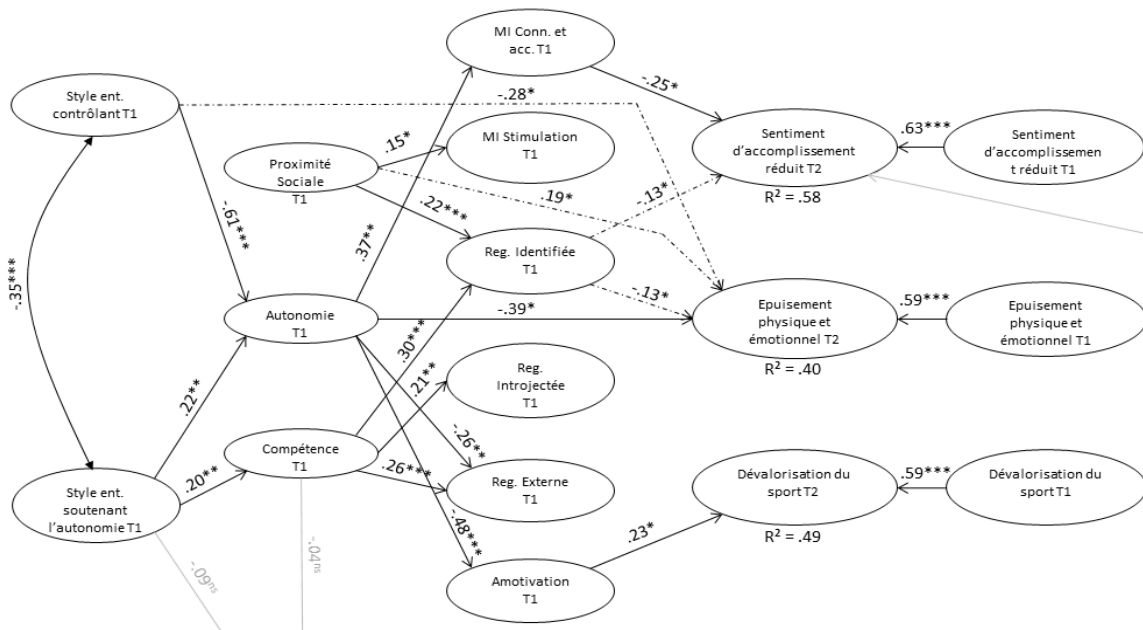 MI Conn. et
acc. T1
-.25*
Style ent.
contrôlant T1
-.28*
.63***
Sentiment
d'accomplissement
réduit T2
Sentiment
d'accomplissemen
t réduit T1
R² = .58
MI Stimulation
T1
.15*
Proximité
Sociale
T1
.19*
-.13*
.22***
-.61***
.37**
Reg. Identifiée
T1
-.13*
-.35***
Autonomie
T1
-.39*
Epuisement
physique et
émotionnel T2
.59***
Epuisement
physique et
émotionnel T1
R² = .40
.30***
.21**
Reg.
Introjectée
T1
.22**
Compétence
T1
-.26**
.26***
.20**
Style ent.
soutenant
l'autonomie T1
Reg. Externe
T1
Dévalorisation du
sport T2
.59***
Dévalorisation du
sport T1
R² = .49
-.48***
.23*
-.04ⁿˢ
-.09ⁿˢ
Amotivation
T1